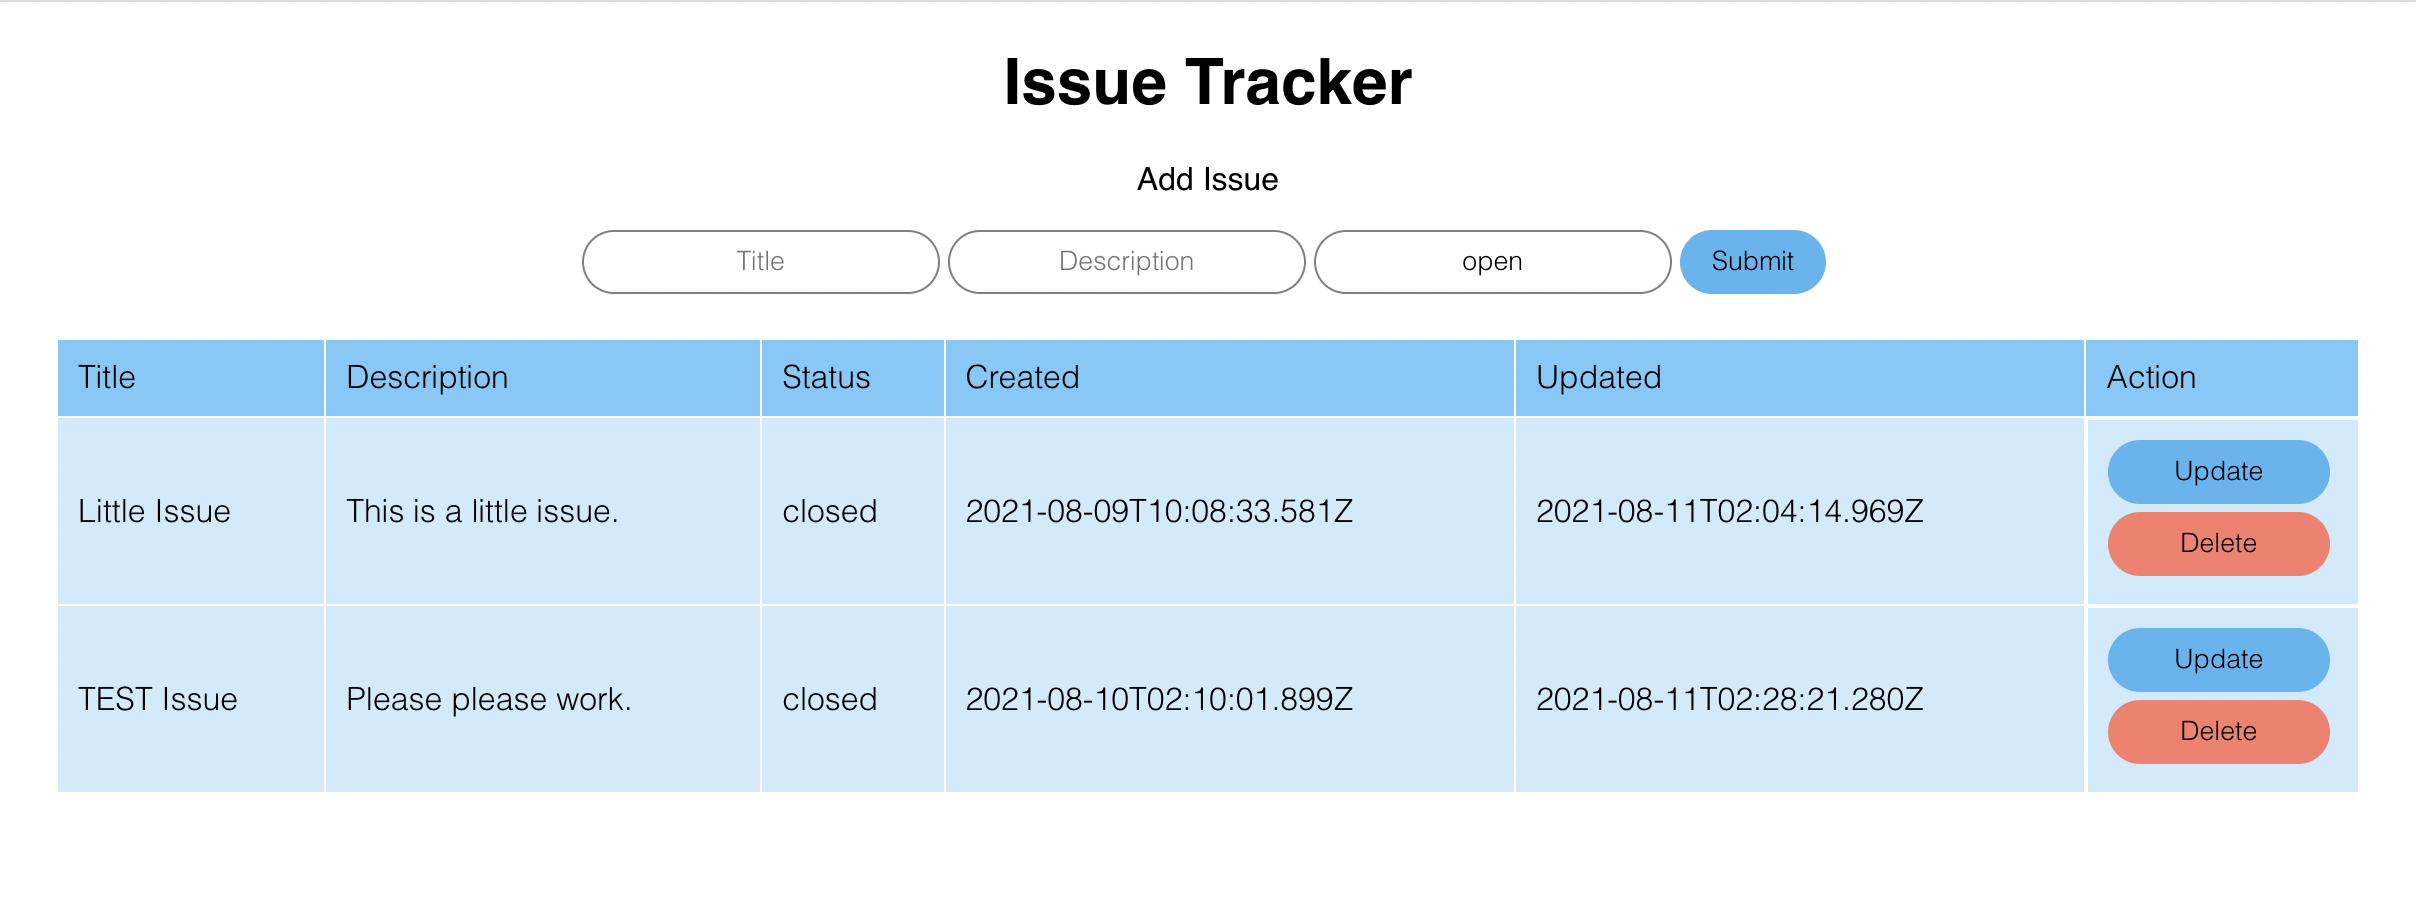 Issue Tracker
Add Issue
Title Description open Submit
Title Description Status Created Updated Action
Little Issue This is a little issue. closed 2021-08-09T10:08:33.581Z 2021-08-11T02:04:14.969Z Update
Delete
TEST Issue Please please work. closed 2021-08-10T02:10:01.899Z 2021-08-11T02:28:21.280Z Update
Delete